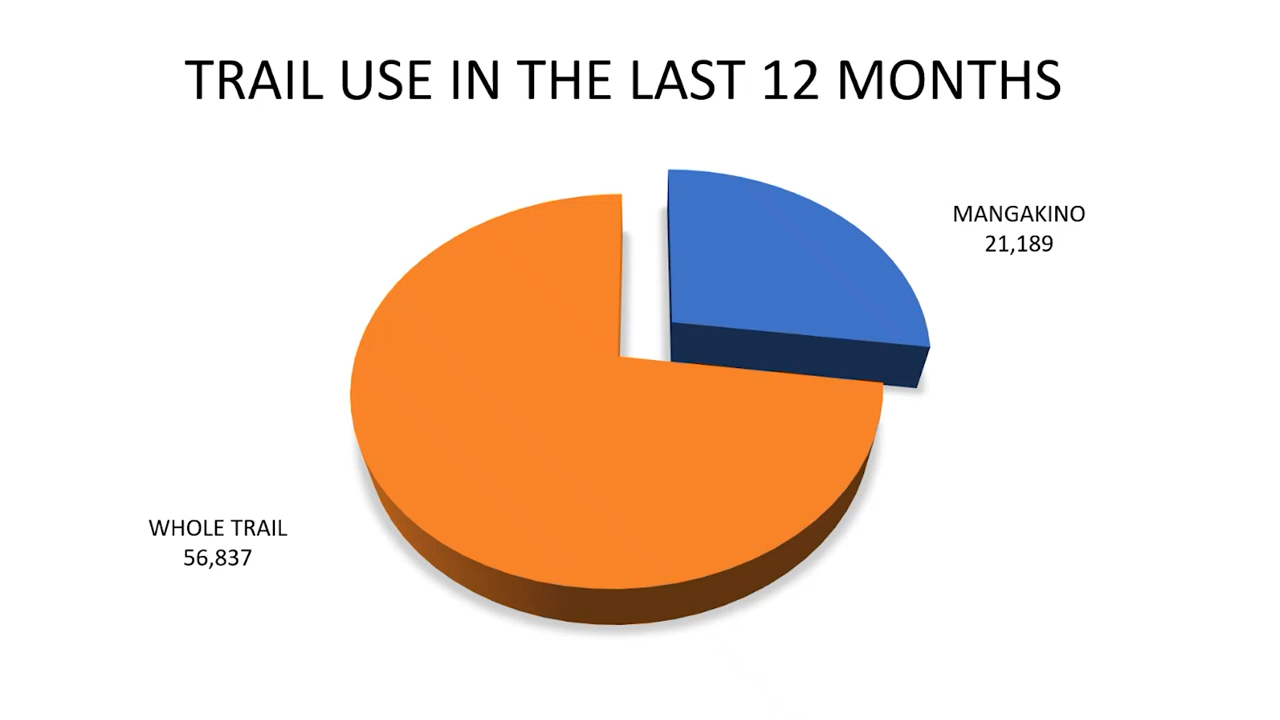 TRAIL USE IN THE LAST 12 MONTHS
MANGAKINO
21,189
WHOLE TRAIL
56,837